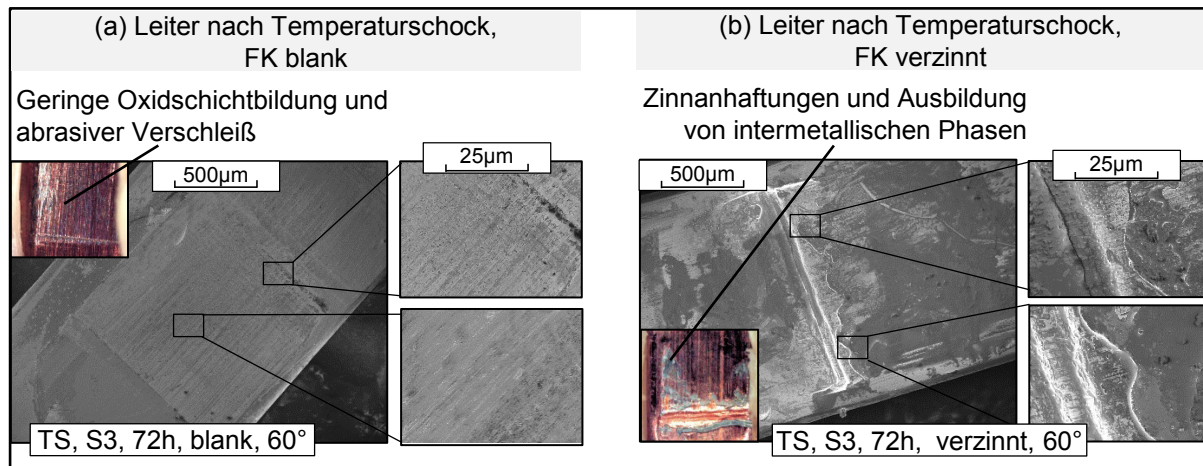 (a) Leiter nach Temperaturschock,
FK blank
Geringe Oxidschichtbildung und
abrasiver Verschleiß
500µm
25µm
TS, S3, 72h, blank, 60°
(b) Leiter nach Temperaturschock,
FK verzinnt
Zinnanhaftungen und Ausbildung
von intermetallischen Phasen
500µm
25µm
TS, S3, 72h, verzinnt, 60°